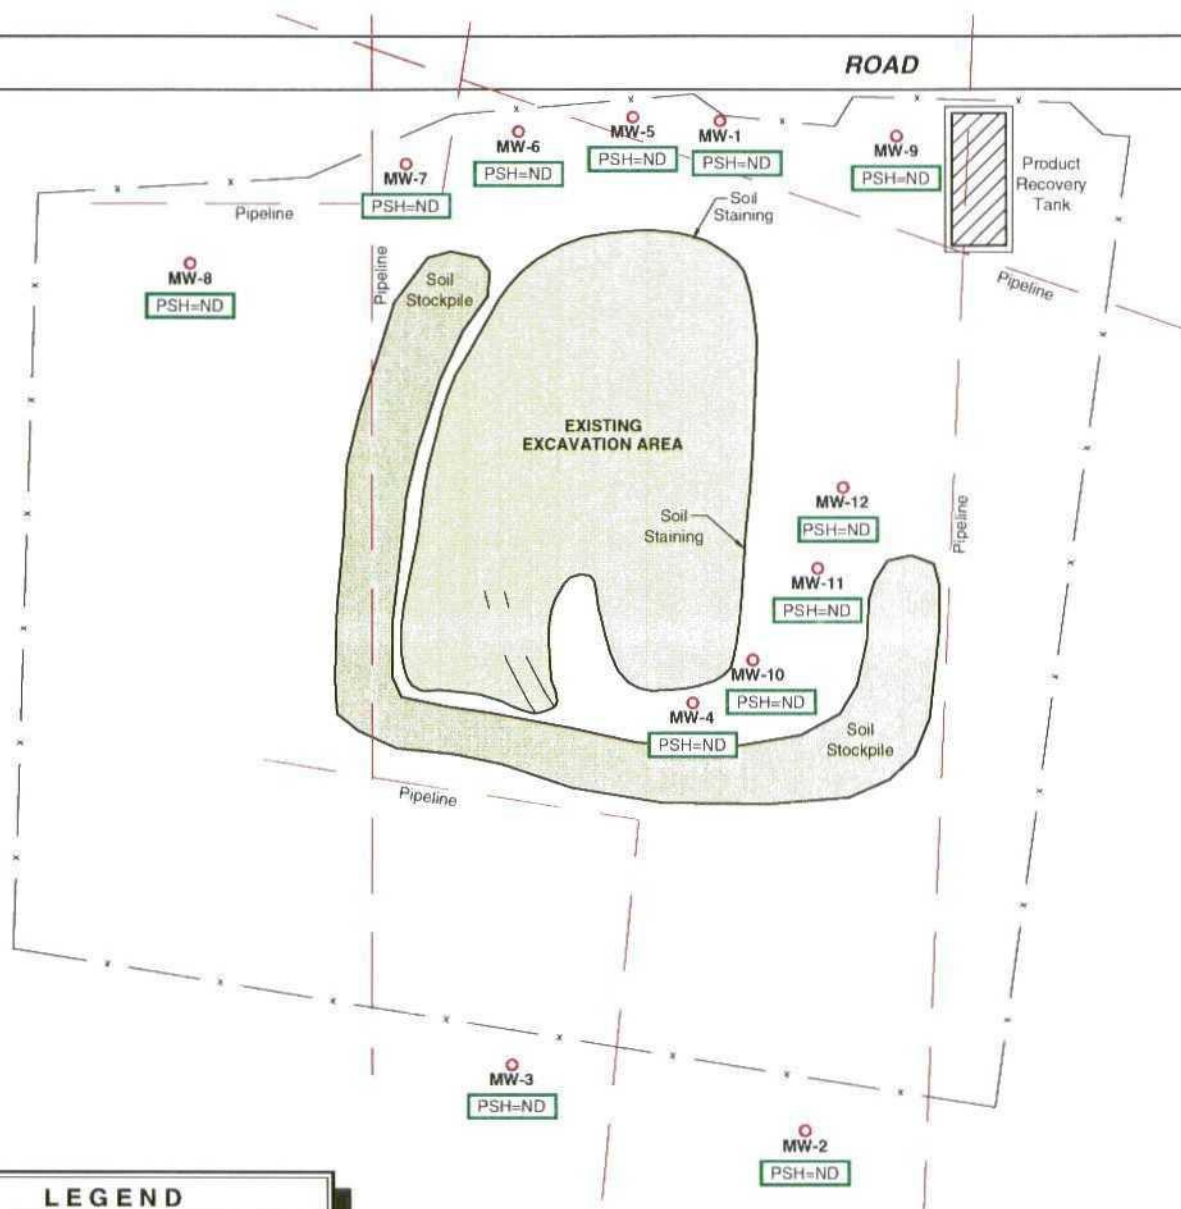 ROAD
MW-6
PSH=ND
MW-5
PSH=ND
MW-1
PSH=ND
MW-9
PSH=ND
Product
Recovery
Tank
MW-7
PSH=ND
Pipeline
Soil
Staining
MW-8
PSH=ND
Pipeline
Soil
Stockpile
Pipeline
EXISTING
EXCAVATION AREA
MW-12
PSH=ND
Soil
Staining
Pipeline
MW-11
PSH=ND
MW-10
PSH=ND
MW-4
PSH=ND
Soil
Stockpile
Pipeline
MW-3
PSH=ND
MW-2
PSH=ND
LEGEND